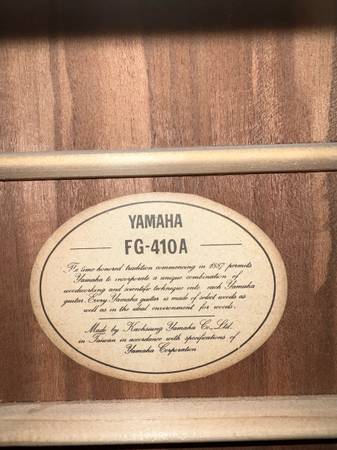 YAMAHA
FG-410A
The time honored tradition commencing in 1887 permits
Yamaha to incorporate a unique combination of
woodworking and scientific technique into each Yamaha
guitar. Every Yamaha guitar is made of select woods as
well as in the ideal environment for woods.
Made by Kaohsiung Yamaha Co., Ltd.
in Taiwan in accordance with specifications of
Yamaha Corporation